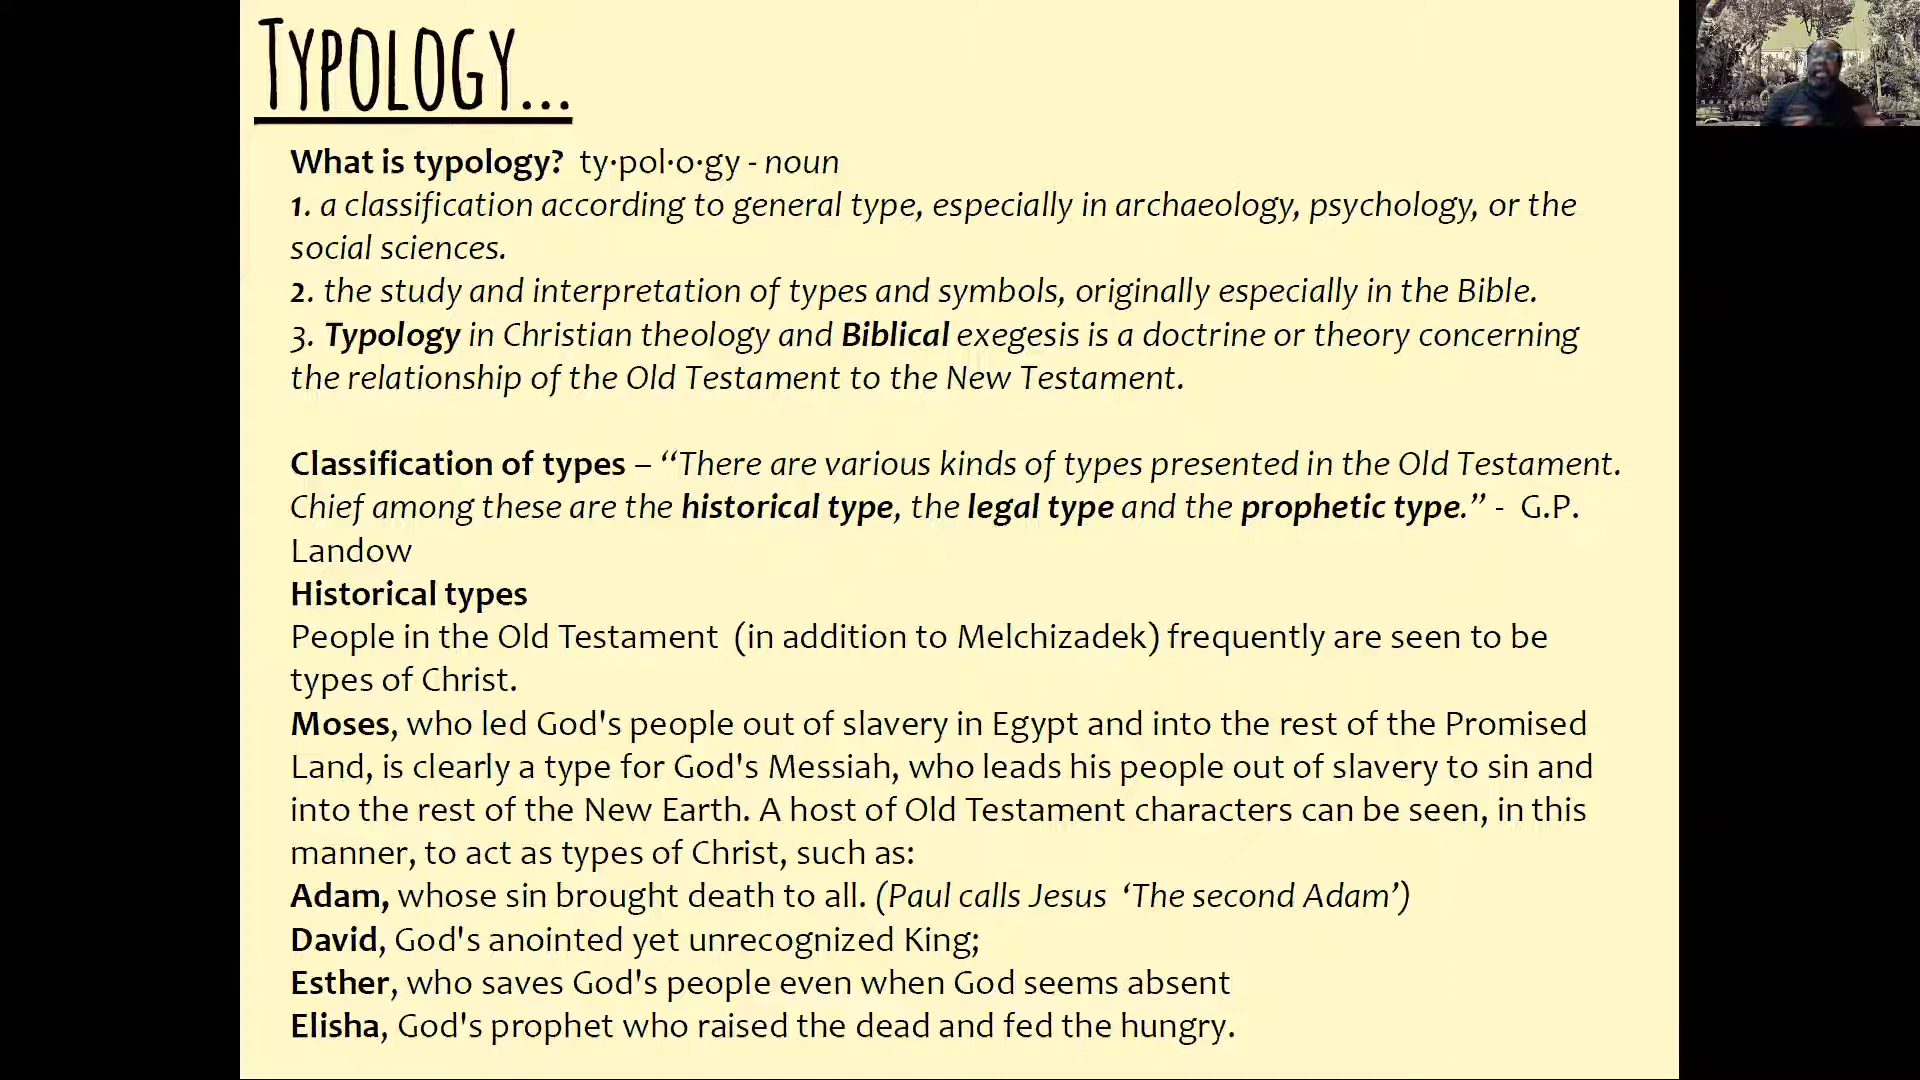 TYPOLOGY...
What is typology? ty·pol·o·gy - noun
1. a classification according to general type, especially in archaeology, psychology, or the
social sciences.
2. the study and interpretation of types and symbols, originally especially in the Bible.
3. Typology in Christian theology and Biblical exegesis is a doctrine or theory concerning
the relationship of the Old Testament to the New Testament.
Classification of types – “There are various kinds of types presented in the Old Testament.
Chief among these are the historical type, the legal type and the prophetic type.” - G.P.
Landow
Historical types
People in the Old Testament (in addition to Melchizadek) frequently are seen to be
types of Christ.
Moses, who led God's people out of slavery in Egypt and into the rest of the Promised
Land, is clearly a type for God's Messiah, who leads his people out of slavery to sin and
into the rest of the New Earth. A host of Old Testament characters can be seen, in this
manner, to act as types of Christ, such as:
Adam, whose sin brought death to all. (Paul calls Jesus ‘The second Adam’)
David, God's anointed yet unrecognized King;
Esther, who saves God's people even when God seems absent
Elisha, God's prophet who raised the dead and fed the hungry.